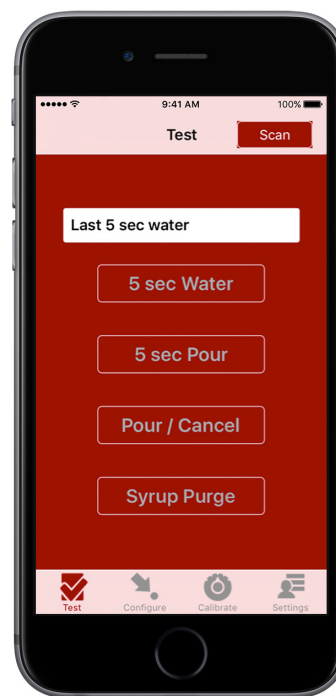 9:41 AM
100%
Test
Scan
Last 5 sec water
5 sec Water
5 sec Pour
Pour / Cancel
Syrup Purge
Test
Configure
Calibrate
Settings